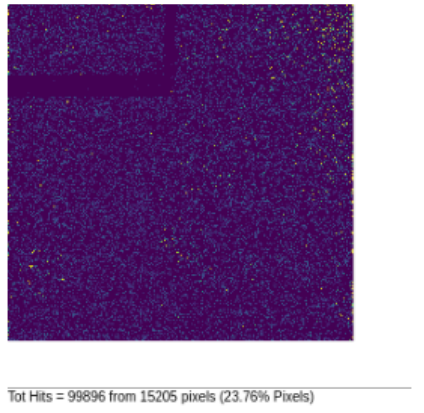 Tot Hits = 99896 from 15205 pixels (23.76% Pixels)